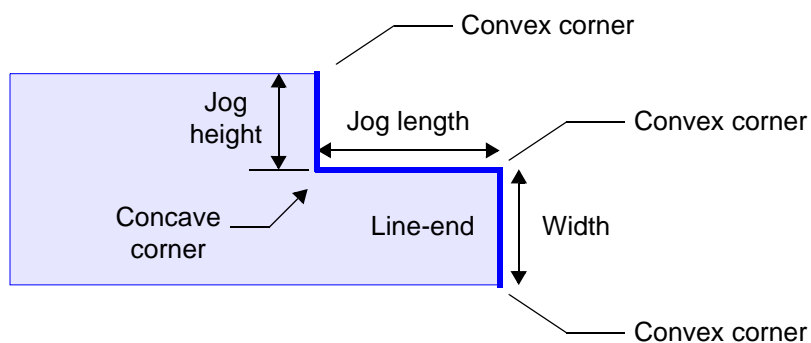 Convex corner
Jog
height
Jog length
Convex corner
Concave
corner
Line-end
Width
Convex corner